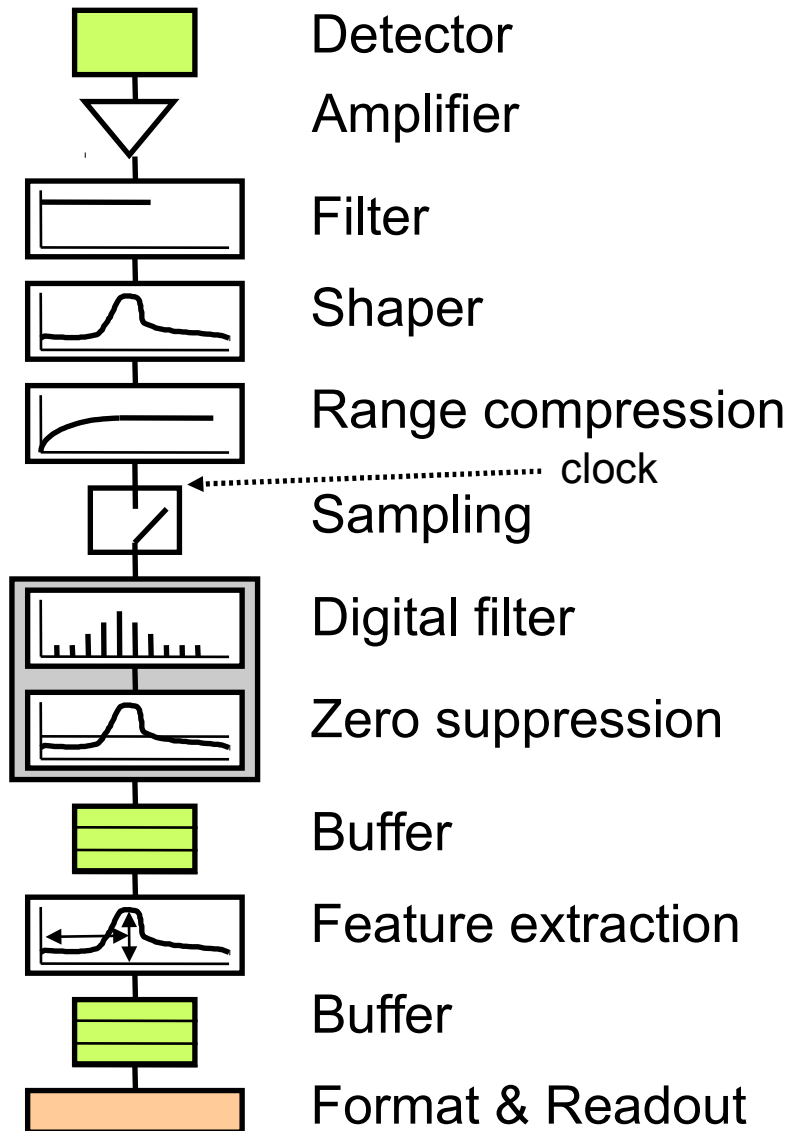 Detector
Amplifier
Filter
Shaper
Range compression
clock
Sampling
Digital filter
Zero suppression
Buffer
Feature extraction
Buffer
Format & Readout